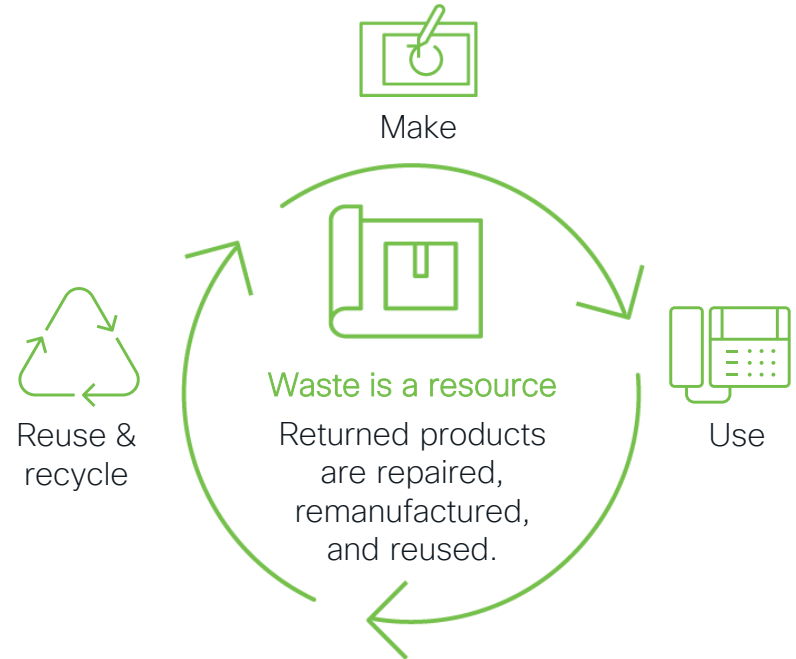 Make
Waste is a resource
Returned products
are repaired,
remanufactured,
and reused.
Use
Reuse &
recycle